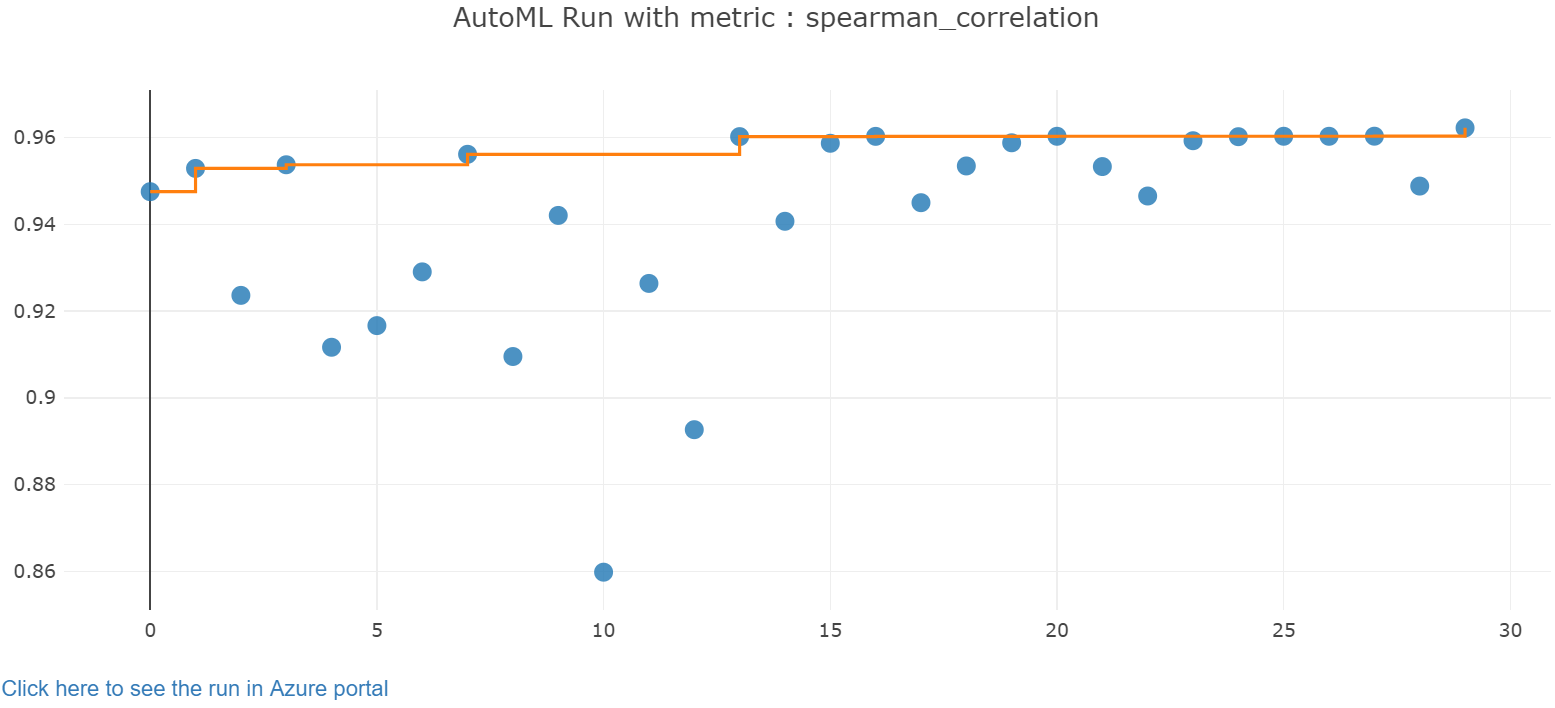 AutoML Run with metric : spearman_correlation
0.96
0.94
0.92
0.9
0.88
0.86
0 5 10 15 20 25 30
Click here to see the run in Azure portal